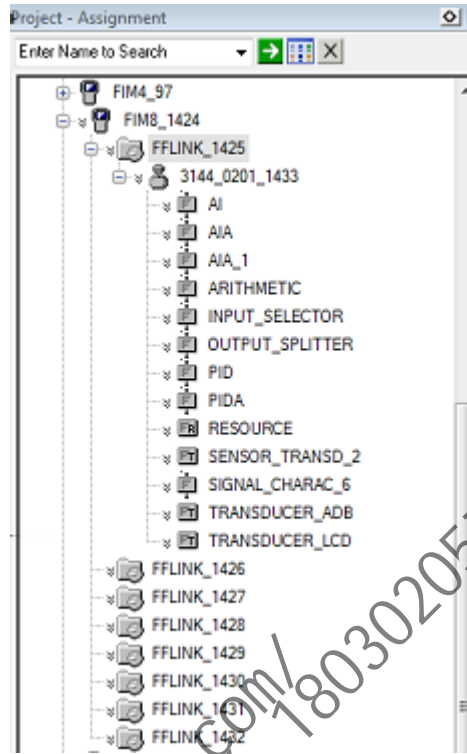 Project - Assignment
Enter Name to Search
FIM4_97
FIM8_1424
FFLINK_1425
3144_0201_1433
AI
AIA
AIA_1
ARITHMETIC
INPUT_SELECTOR
OUTPUT_SPLITTER
PID
PIDA
RESOURCE
SENSOR_TRANSD_2
SIGNAL_CHARAC_6
TRANSDUCER_ADB
TRANSDUCER_LCD
FFLINK_1426
FFLINK_1427
FFLINK_1428
FFLINK_1429
FFLINK_1430
FFLINK_1431
FFLINK_1432